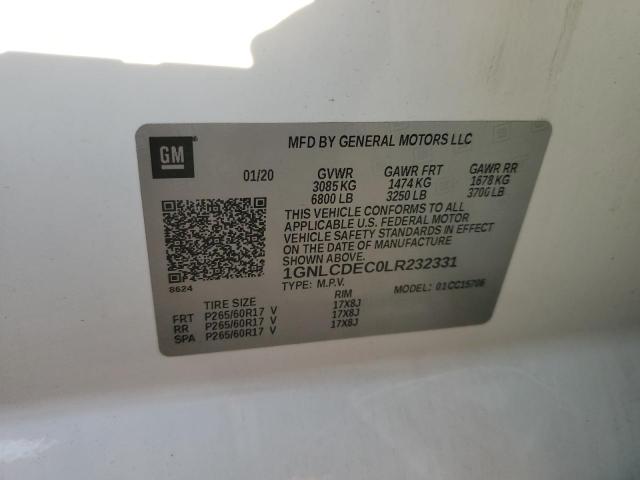 GM
MFD BY GENERAL MOTORS LLC
01/20 GVWR GAWR FRT GAWR RR
3085 KG 1474 KG 1678 KG
6800 LB 3250 LB 3700 LB
THIS VEHICLE CONFORMS TO ALL
APPLICABLE U.S. FEDERAL MOTOR
VEHICLE SAFETY STANDARDS IN EFFECT
ON THE DATE OF MANUFACTURE
SHOWN ABOVE.
1GNLCDEC0LR232331
8624 TYPE: M.P.V. MODEL: 01CC15706
TIRE SIZE RIM
FRT P265/60R17 V 17X8J
RR P265/60R17 V 17X8J
SPA P265/60R17 V 17X8J